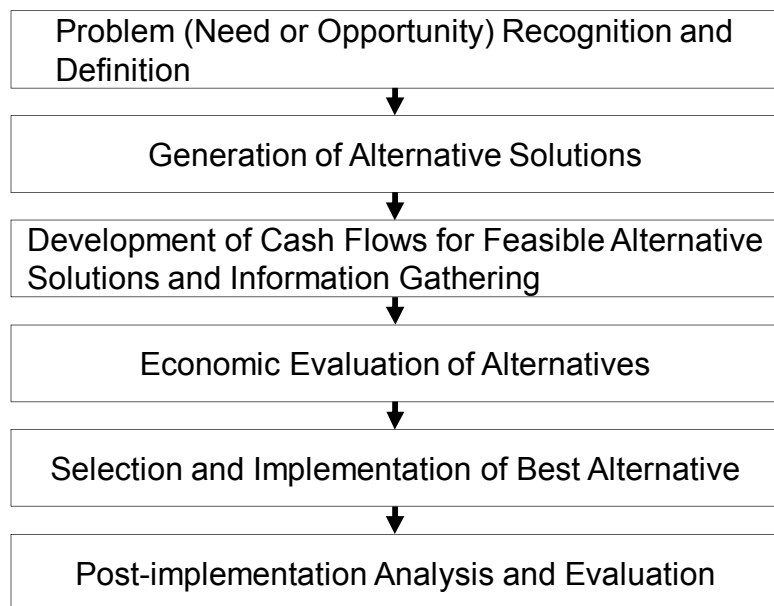 Problem (Need or Opportunity) Recognition and
Definition
Generation of Alternative Solutions
Development of Cash Flows for Feasible Alternative
Solutions and Information Gathering
Economic Evaluation of Alternatives
Selection and Implementation of Best Alternative
Post-implementation Analysis and Evaluation